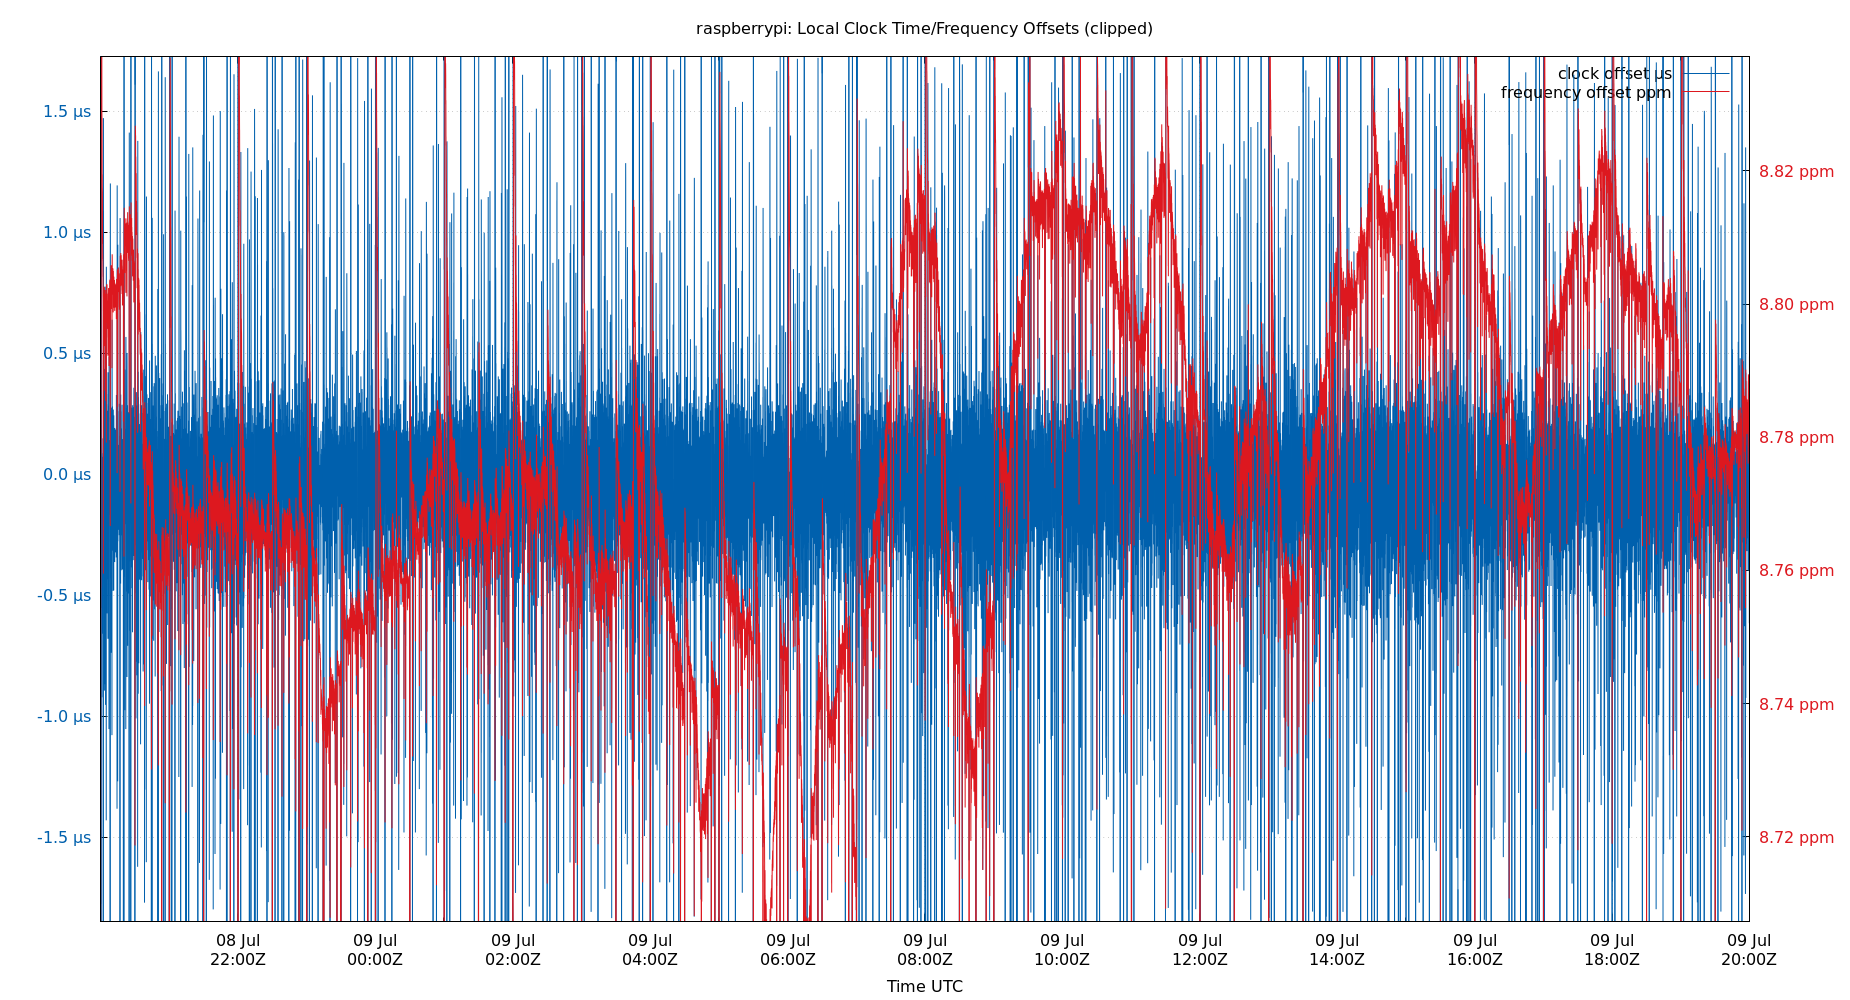 raspberrypi: Local Clock Time/Frequency Offsets (clipped)
clock offset µs
frequency offset ppm
1.5 µs
1.0 µs
0.5 µs
0.0 µs
-0.5 µs
-1.0 µs
-1.5 µs
8.82 ppm
8.80 ppm
8.78 ppm
8.76 ppm
8.74 ppm
8.72 ppm
08 Jul 09 Jul 09 Jul 09 Jul 09 Jul 09 Jul 09 Jul 09 Jul 09 Jul 09 Jul 09 Jul 09 Jul
22:00Z 00:00Z 02:00Z 04:00Z 06:00Z 08:00Z 10:00Z 12:00Z 14:00Z 16:00Z 18:00Z 20:00Z
Time UTC